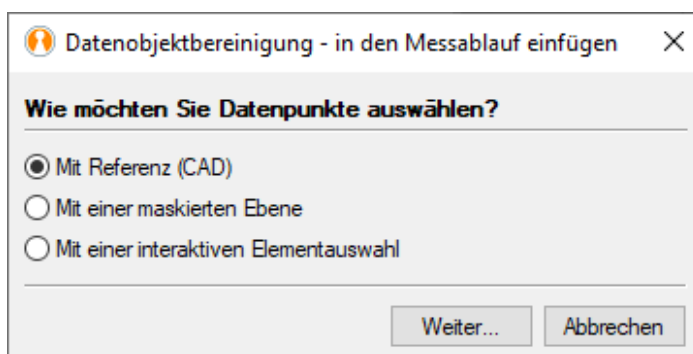 Datenobjektbereinigung - in den Messablauf einfügen
Wie möchten Sie Datenpunkte auswählen?
Mit Referenz (CAD)
Mit einer maskierten Ebene
Mit einer interaktiven Elementauswahl
Weiter... Abbrechen